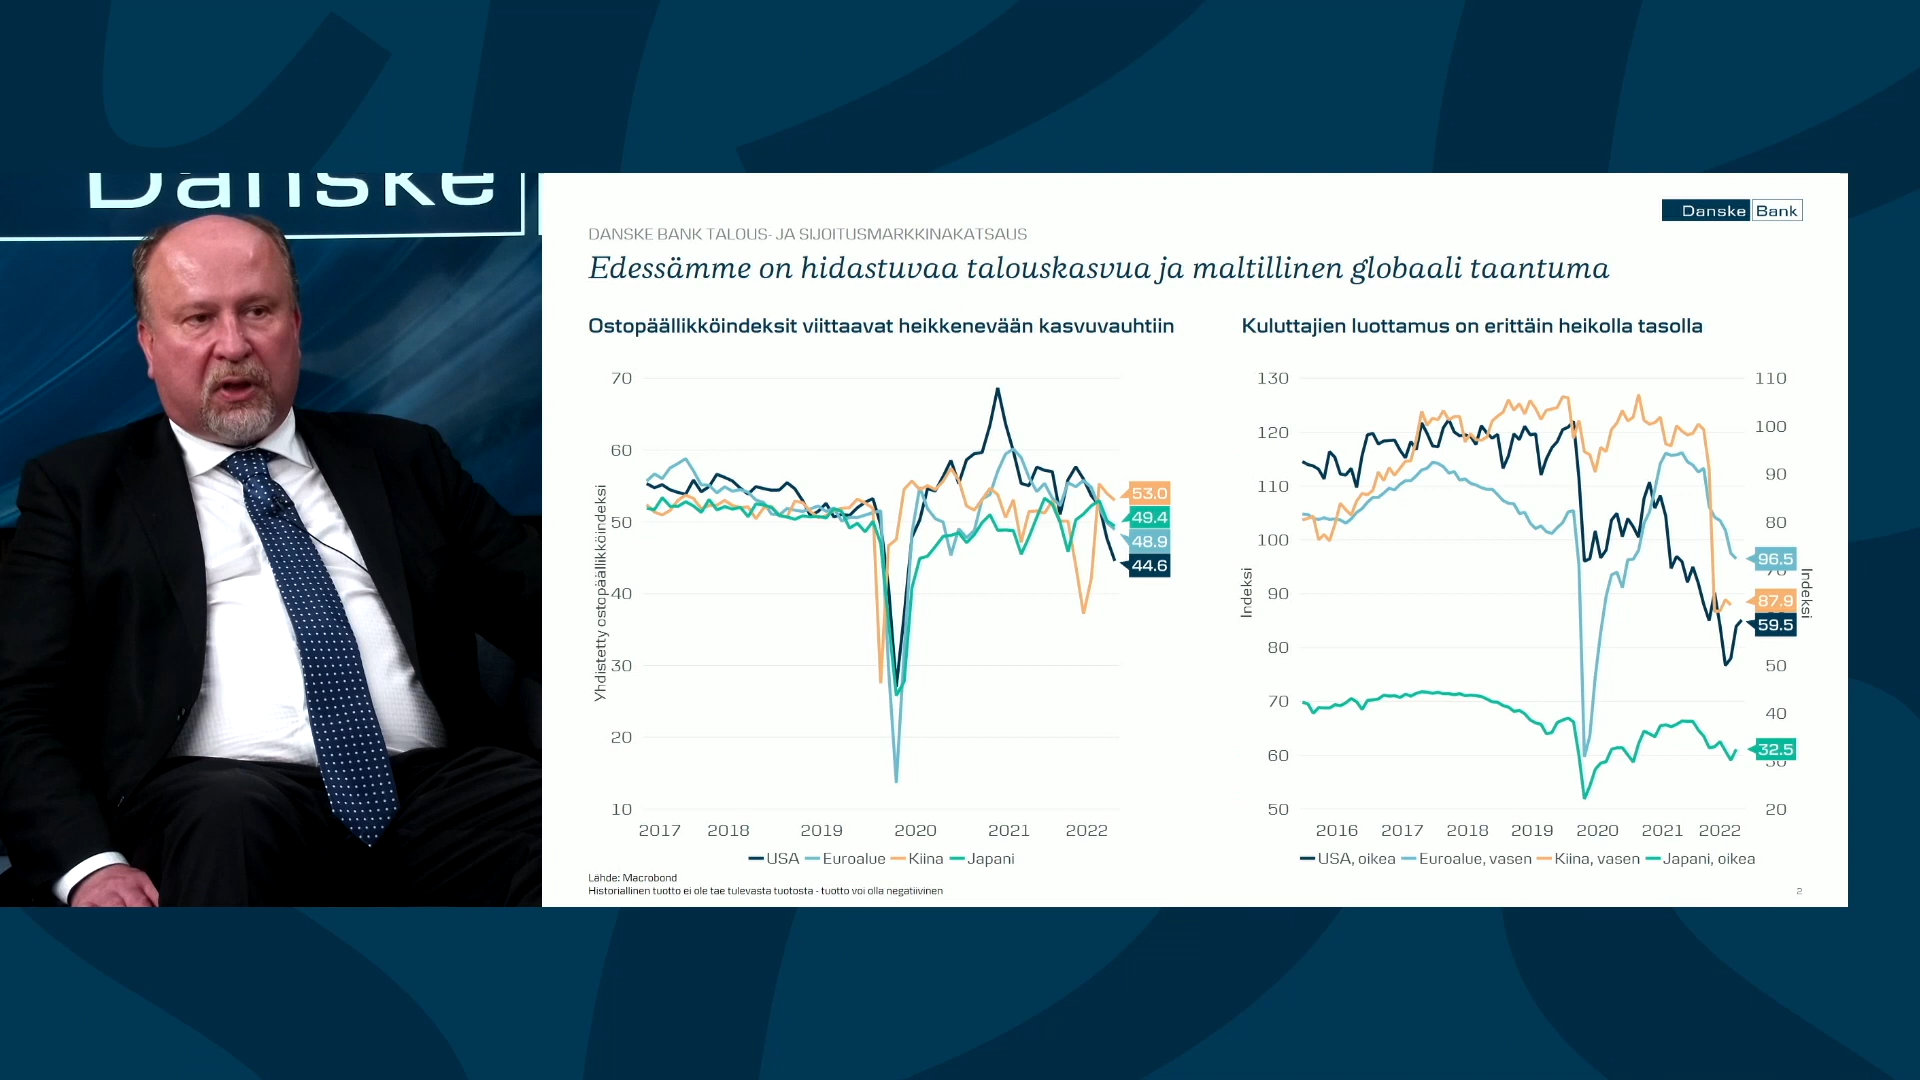 Danske
Danske Bank
DANSKE BANK TALOUS- JA SIJOITUSMARKKINAKATSAUS
Edessämme on hidastuvaa talouskasvua ja maltillinen globaali taantuma
Ostopäällikköindeksit viittaavat heikkenevään kasvuvauhtiin
Yhdistetty ostopäällikköindeksi
70
60
50
40
30
20
10
53.0
49.4
48.9
44.6
2017 2018 2019 2020 2021 2022
USA Euroalue Kiina Japani
Kuluttajien luottamus on erittäin heikolla tasolla
Indeksi
130
120
110
100
90
80
70
60
50
110
100
90
80
70
50
40
30
20
96.5
87.9
59.5
32.5
Indeksi
2016 2017 2018 2019 2020 2021 2022
USA, oikea Euroalue, vasen Kiina, vasen Japani, oikea
Lähde: Macrobond
Historiallinen tuotto ei ole tae tulevasta tuotosta - tuotto voi olla negatiivinen
2